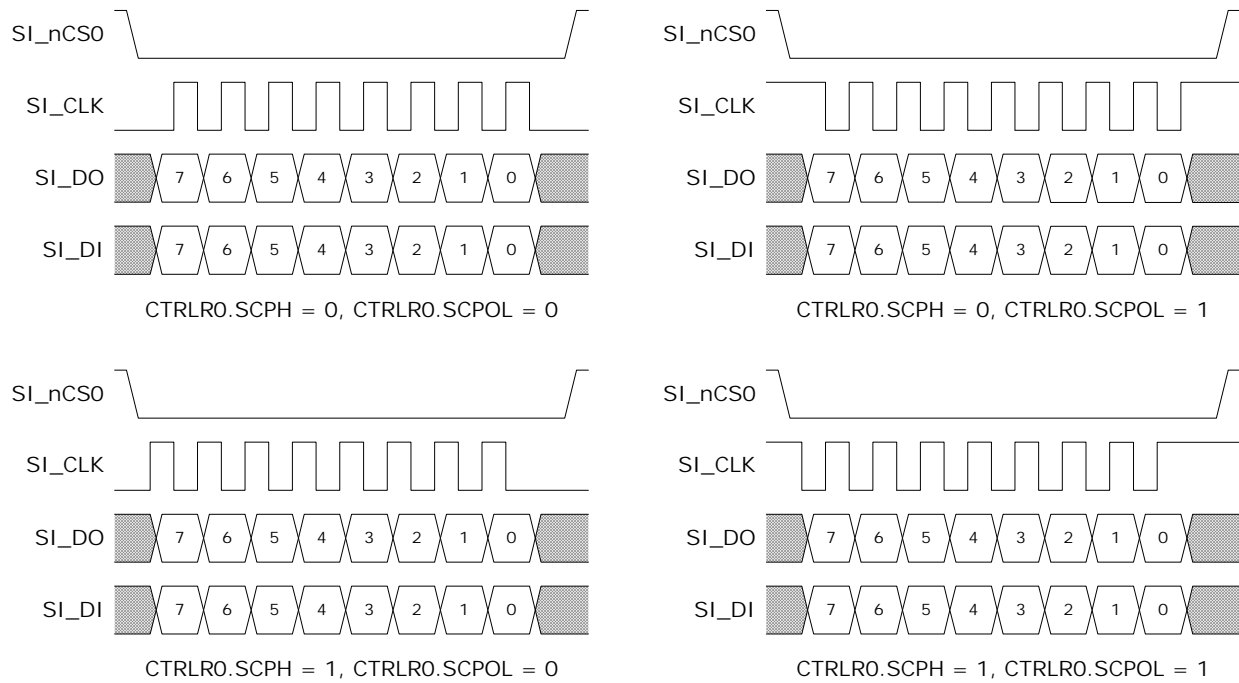 SI_nCS0
SI_CLK
SI_DO 7 6 5 4 3 2 1 0
SI_DI 7 6 5 4 3 2 1 0
CTRLR0.SCPH = 0, CTRLR0.SCPOL = 0
SI_nCS0
SI_CLK
SI_DO 7 6 5 4 3 2 1 0
SI_DI 7 6 5 4 3 2 1 0
CTRLR0.SCPH = 0, CTRLR0.SCPOL = 1
SI_nCS0
SI_CLK
SI_DO 7 6 5 4 3 2 1 0
SI_DI 7 6 5 4 3 2 1 0
CTRLR0.SCPH = 1, CTRLR0.SCPOL = 0
SI_nCS0
SI_CLK
SI_DO 7 6 5 4 3 2 1 0
SI_DI 7 6 5 4 3 2 1 0
CTRLR0.SCPH = 1, CTRLR0.SCPOL = 1